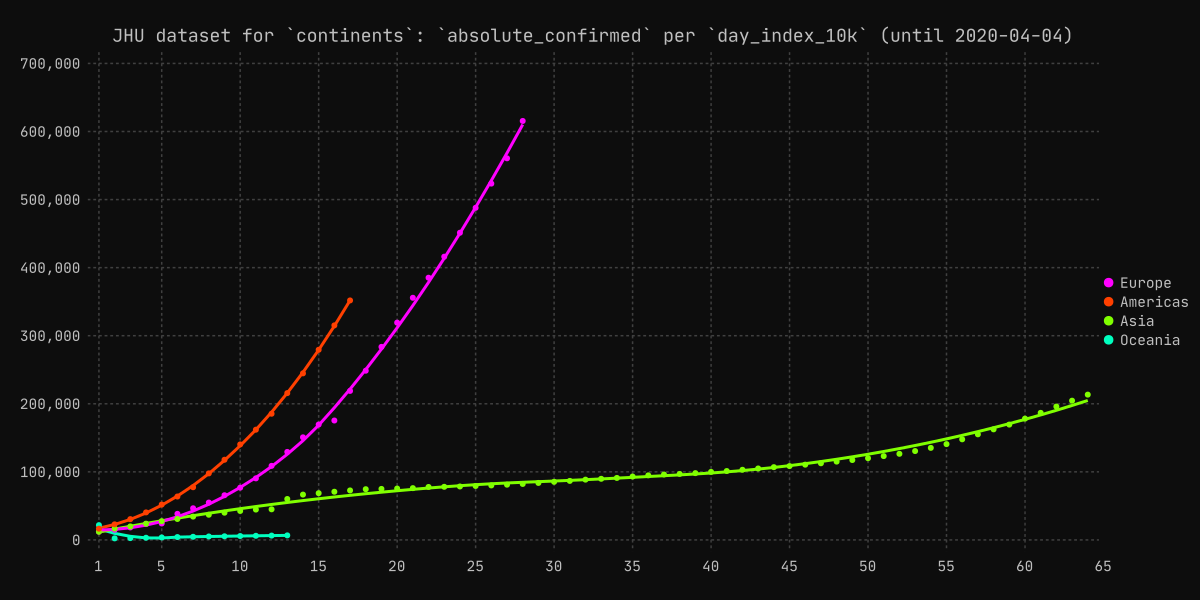 JHU dataset for `continents`: `absolute_confirmed` per `day_index_10k` (until 2020-04-04)
700,000
600,000
500,000
400,000
300,000
200,000
100,000
0
1 5 10 15 20 25 30 35 40 45 50 55 60 65
Europe
Americas
Asia
Oceania